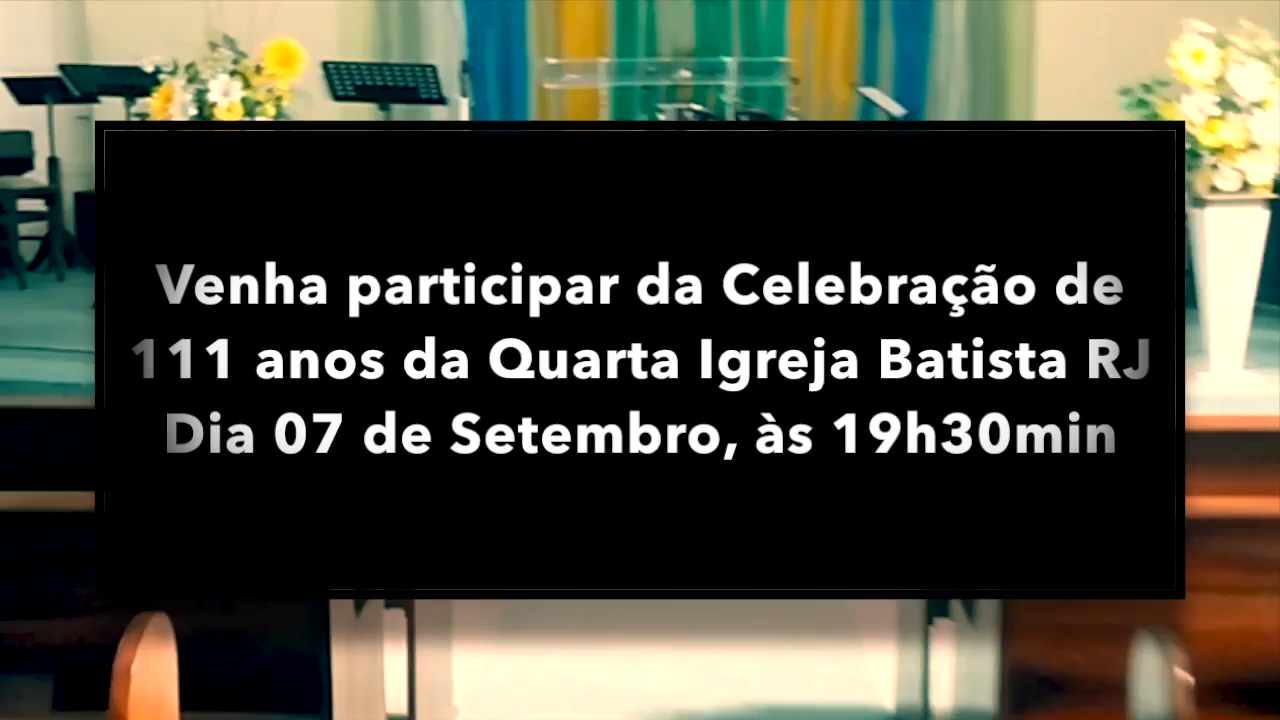 Venha participar da Celebração de
111 anos da Quarta Igreja Batista RJ
Dia 07 de Setembro, às 19h30min